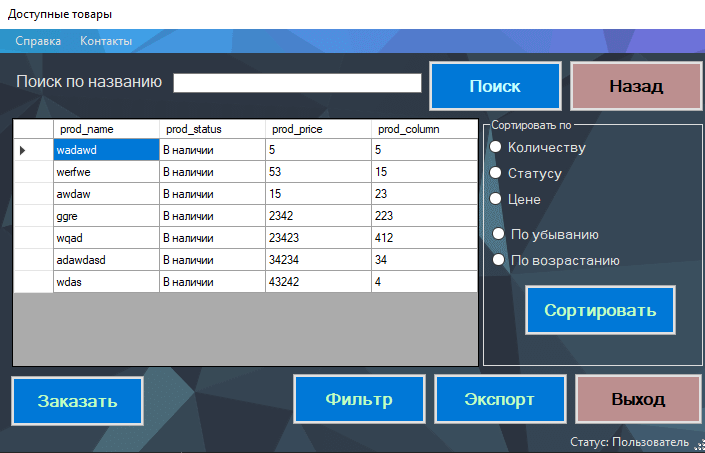 Доступные товары
Справка Контакты
Поиск по названию Поиск Назад
prod_name prod_status prod_price prod_column
wadawd В наличии 5 5
werfwe В наличии 53 15
awdaw В наличии 15 23
ggre В наличии 2342 223
wqad В наличии 23423 412
adawdasd В наличии 34234 34
wdas В наличии 43242 4
Сортировать по
Количеству
Статусу
Цене
По убыванию
По возрастанию
Сортировать
Заказать Фильтр Экспорт Выход
Статус: Пользователь